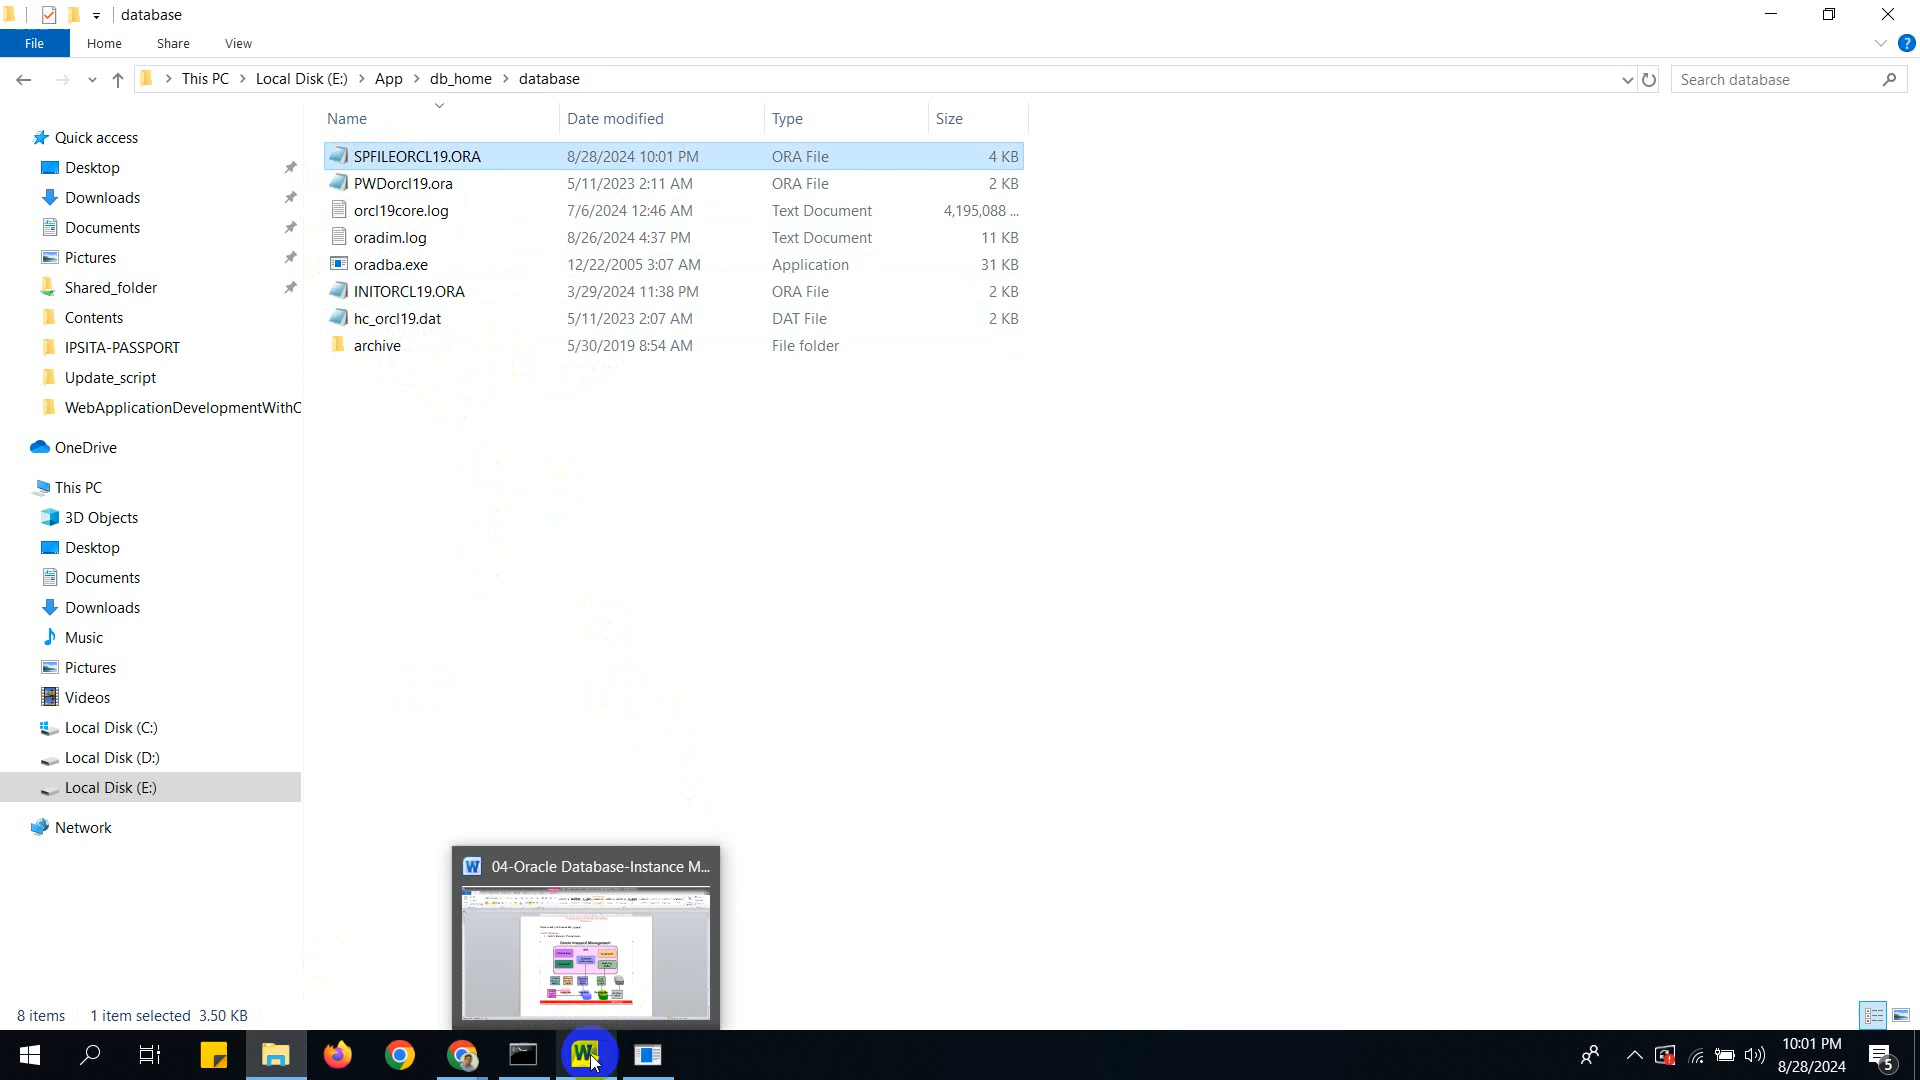 database
File
Home
Share
View
This PC
Local Disk (E:)
App
db_home
database
Search database
Name
Date modified
Type
Size
SPFILEORCL19.ORA 8/28/2024 10:01 PM ORA File 4 KB
PWDorcl19.ora 5/11/2023 2:11 AM ORA File 2 KB
orcl19core.log 7/6/2024 12:46 AM Text Document 4,195,088 ...
oradim.log 8/26/2024 4:37 PM Text Document 11 KB
oradba.exe 12/22/2005 3:07 AM Application 31 KB
INITORCL19.ORA 3/29/2024 11:38 PM ORA File 2 KB
hc_orcl19.dat 5/11/2023 2:07 AM DAT File 2 KB
archive 5/30/2019 8:54 AM File folder
Quick access
Desktop
Downloads
Documents
Pictures
Shared_folder
Contents
IPSITA-PASSPORT
Update_script
WebApplicationDevelopmentWithC
OneDrive
This PC
3D Objects
Desktop
Documents
Downloads
Music
Pictures
Videos
Local Disk (C:)
Local Disk (D:)
Local Disk (E:)
Network
04-Oracle Database-Instance M...
8 items
1 item selected 3.50 KB
10:01 PM
8/28/2024
5